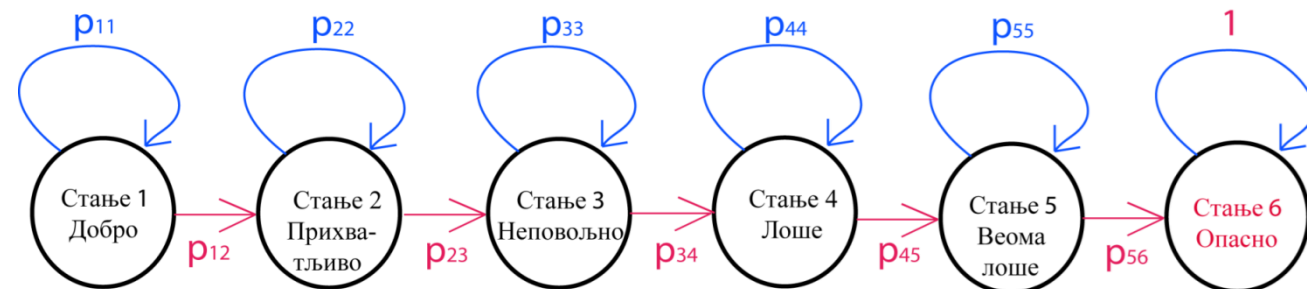 p11 p22 p33 p44 p55 1
Стање 1
Добро
Стање 2
Прихва-
тљиво
Стање 3
Неповољно
Стање 4
Лоше
Стање 5
Веома
лоше
Стање 6
Опасно
p12 p23 p34 p45 p56